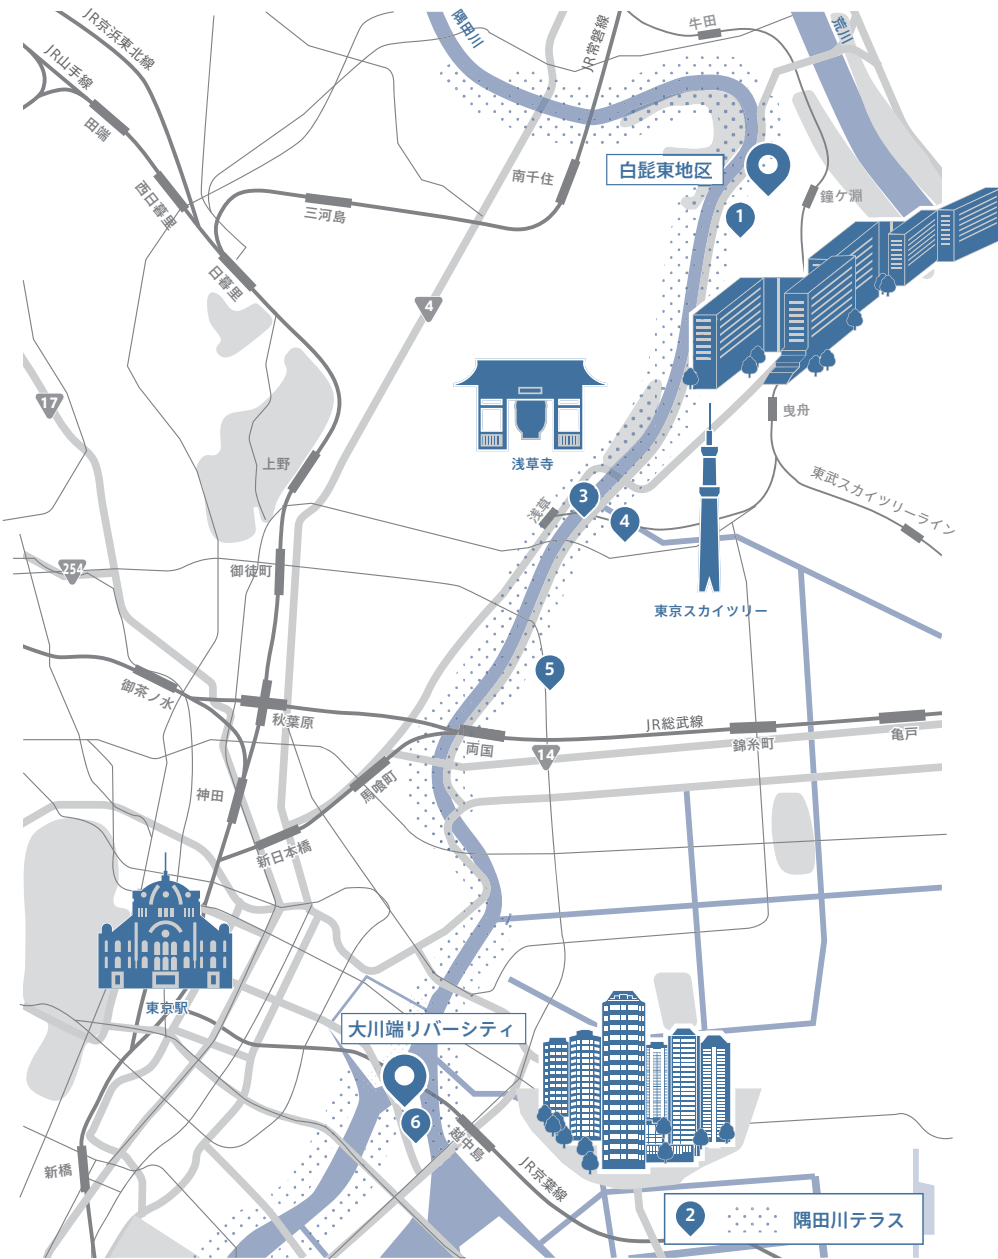 隅田川
JR常磐線
牛田
荒川
JR京浜東北線
JR山手線
田端
西日暮里
三河島
南千住
白髭東地区
1
鐘ケ淵
日暮里
4
17
曳舟
浅草寺
上野
東武スカイツリーライン
3
浅草
4
254
御徒町
東京スカイツリー
5
御茶ノ水
秋葉原
JR総武線
両国
錦糸町
亀戸
14
神田
馬喰町
新日本橋
東京駅
大川端リバーシティ
6
越中島
新橋
JR京葉線
2
隅田川テラス